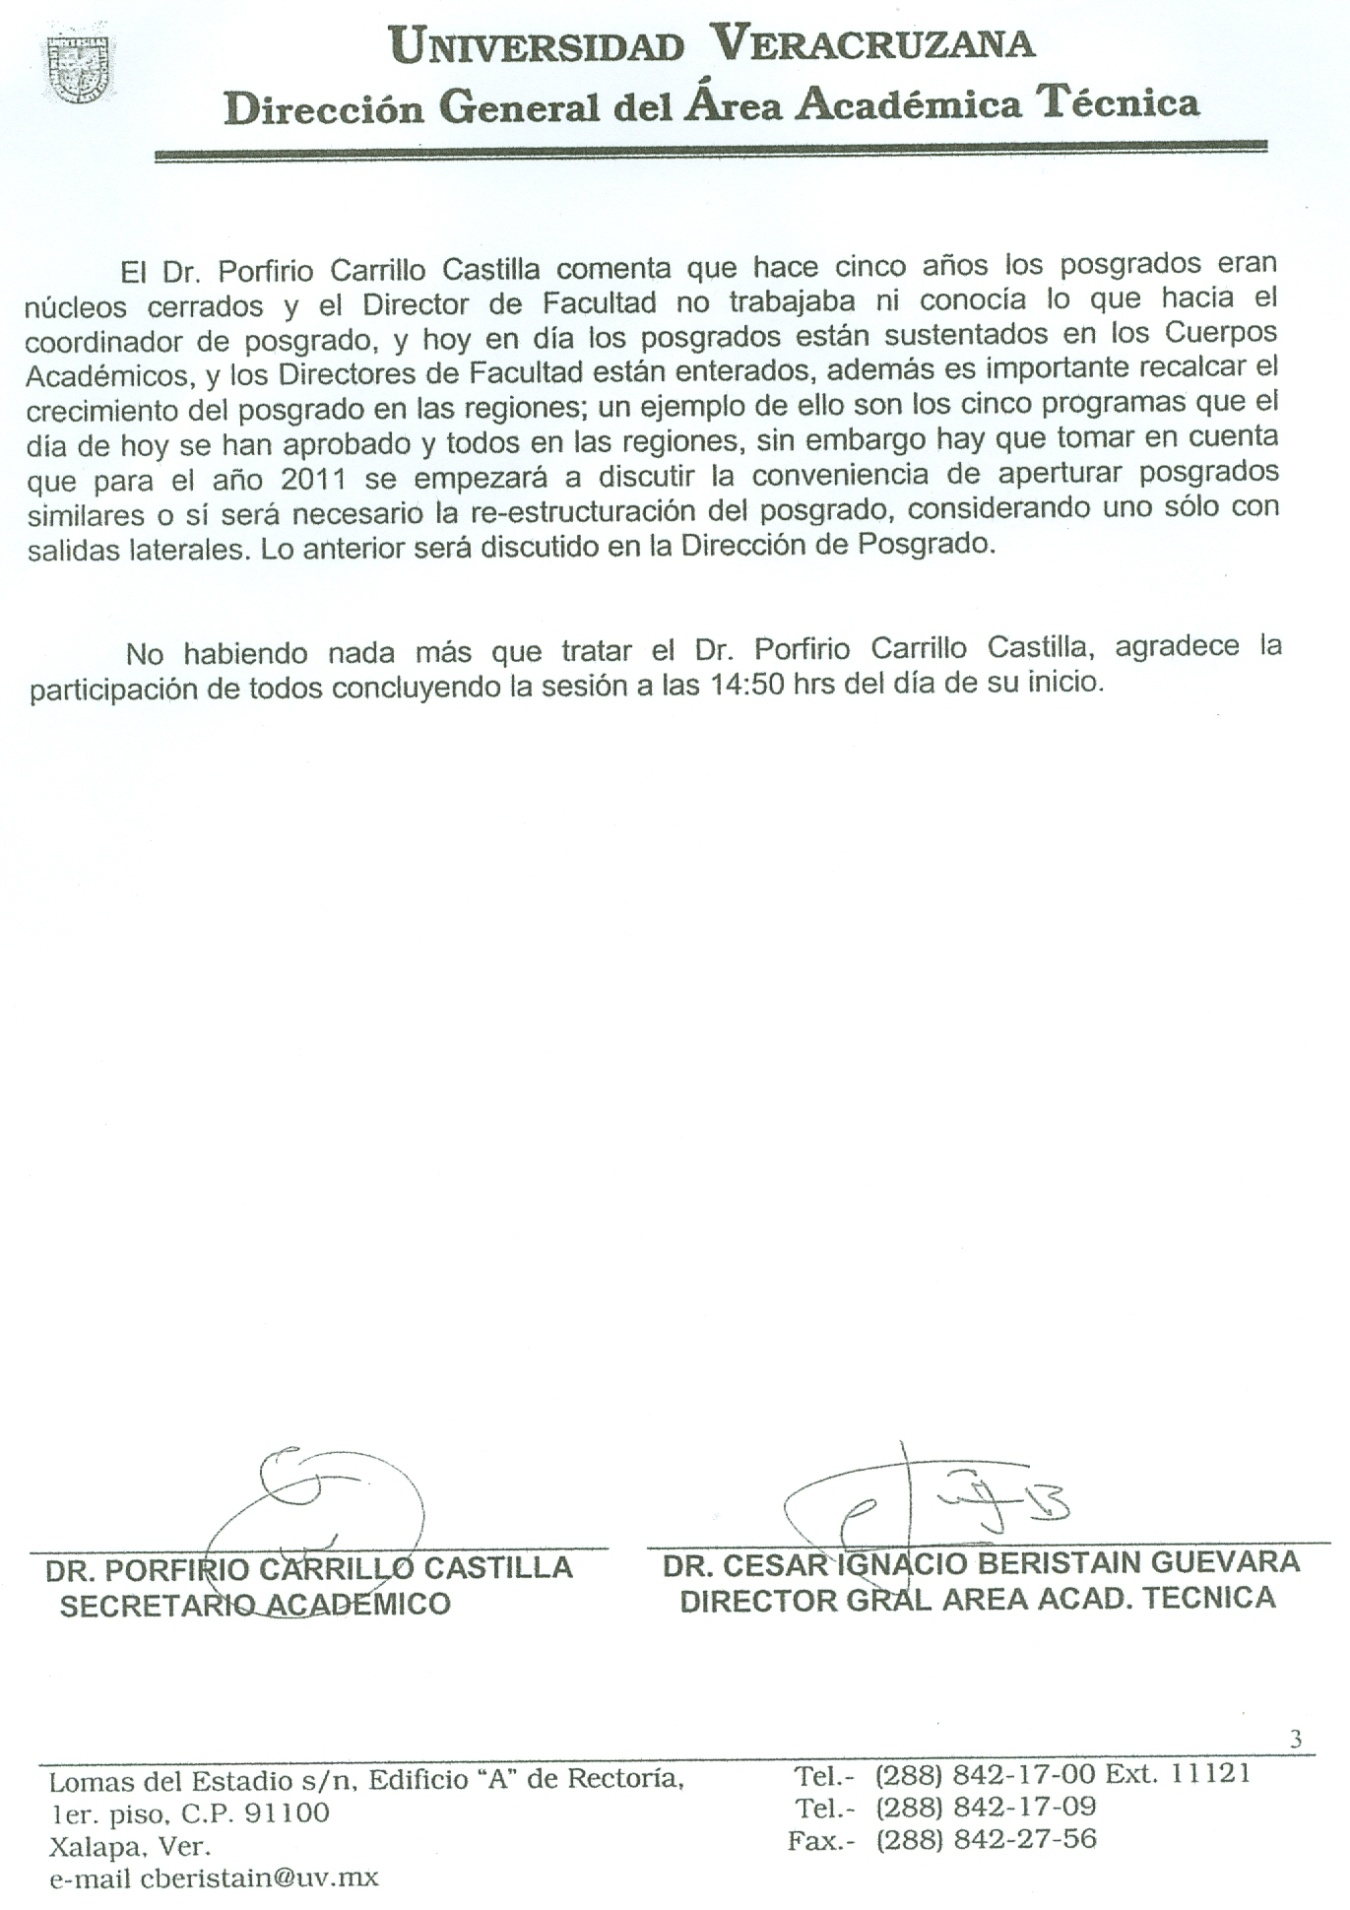 UNIVERSIDAD VERACRUZANA
Dirección General del Área Académica Técnica
El Dr. Porfirio Carrillo Castilla comenta que hace cinco años los posgrados eran
núcleos cerrados y el Director de Facultad no trabajaba ni conocía lo que hacia el
coordinador de posgrado, y hoy en día los posgrados están sustentados en los Cuerpos
Académicos, y los Directores de Facultad están enterados, además es importante recalcar el
crecimiento del posgrado en las regiones; un ejemplo de ello son los cinco programas que el
día de hoy se han aprobado y todos en las regiones, sin embargo hay que tomar en cuenta
que para el año 2011 se empezará a discutir la conveniencia de aperturar posgrados
similares o sí será necesario la re-estructuración del posgrado, considerando uno sólo con
salidas laterales. Lo anterior será discutido en la Dirección de Posgrado.
No habiendo nada más que tratar el Dr. Porfirio Carrillo Castilla, agradece la
participación de todos concluyendo la sesión a las 14:50 hrs del día de su inicio.
DR. PORFIRIO CARRILLO CASTILLA
SECRETARIO ACADEMICO
DR. CESAR IGNACIO BERISTAIN GUEVARA
DIRECTOR GRAL AREA ACAD. TECNICA
3
Lomas del Estadio s/n, Edificio “A” de Rectoría,
1er. piso, C.P. 91100
Xalapa, Ver.
e-mail cberistain@uv.mx
Tel.- (288) 842-17-00 Ext. 11121
Tel.- (288) 842-17-09
Fax.- (288) 842-27-56